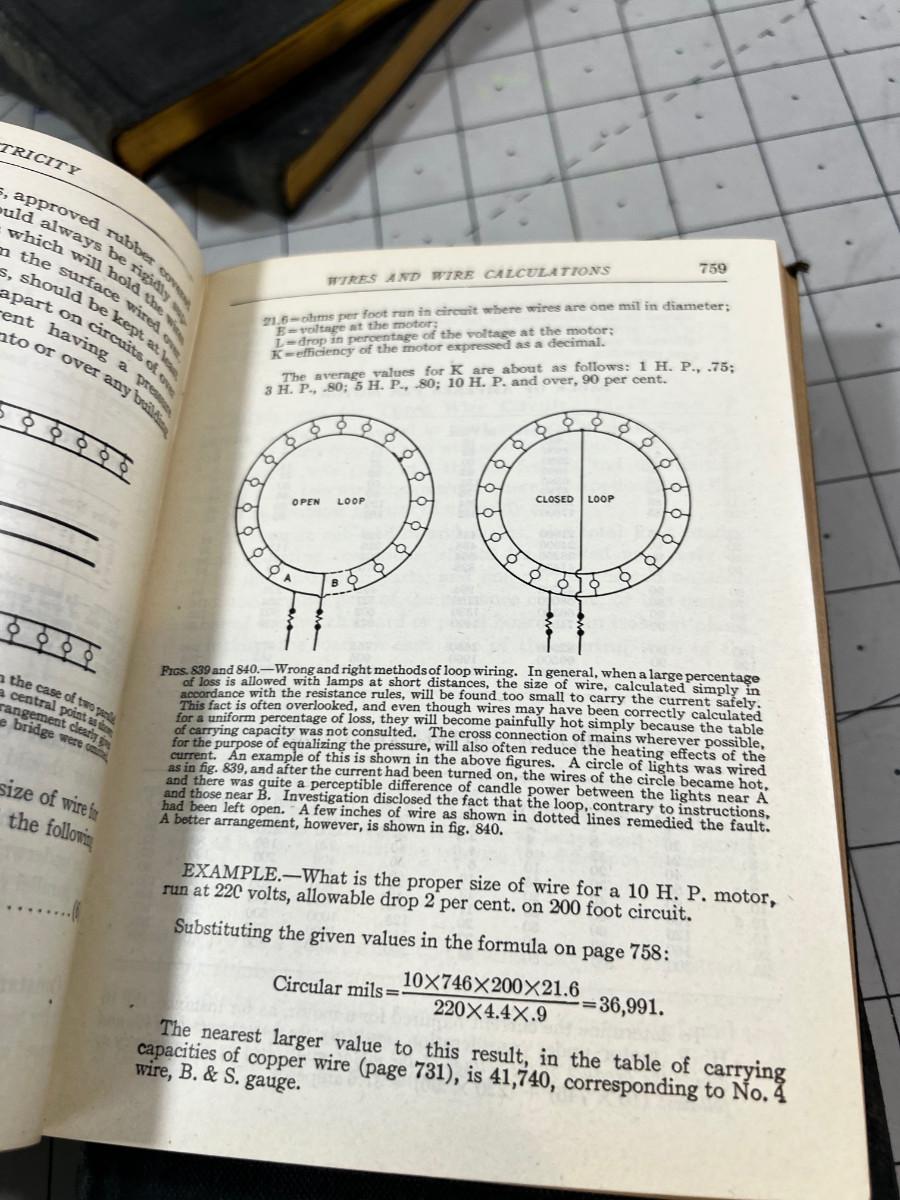 TRICITY
approved rubber
ould always be rigidly
which will hold the
the surface wired over
should be kept at least
apart on circuits of over
ent having a pressure
nto or over any building
the case of two
a central point as
rangement clearly
bridge were
size of wire for
the following
........(6)
WIRES AND WIRE CALCULATIONS 759
21.6=ohms per foot run in circuit where wires are one mil in diameter;
E=voltage at the motor;
L=drop in percentage of the voltage at the motor;
K=efficiency of the motor expressed as a decimal.
The average values for K are about as follows: 1 H. P., .75;
3 H. P., .80; 5 H. P., .80; 10 H. P. and over, 90 per cent.
OPEN LOOP
A B
CLOSED LOOP
FIGS. 839 and 840.—Wrong and right methods of loop wiring. In general, when a large percentage
of loss is allowed with lamps at short distances, the size of wire, calculated simply in
accordance with the resistance rules, will be found too small to carry the current safely.
This fact is often overlooked, and even though wires may have been correctly calculated
for a uniform percentage of loss, they will become painfully hot simply because the table
of carrying capacity was not consulted. The cross connection of mains wherever possible,
for the purpose of equalizing the pressure, will also often reduce the heating effects of the
current. An example of this is shown in the above figures. A circle of lights was wired
as in fig. 839, and after the current had been turned on, the wires of the circle became hot,
and there was quite a perceptible difference of candle power between the lights near A
and those near B. Investigation disclosed the fact that the loop, contrary to instructions,
had been left open. A few inches of wire as shown in dotted lines remedied the fault.
A better arrangement, however, is shown in fig. 840.
EXAMPLE.—What is the proper size of wire for a 10 H. P. motor,
run at 220 volts, allowable drop 2 per cent. on 200 foot circuit.
Substituting the given values in the formula on page 758:
Circular mils= 10×746×200×21.6 / 220×4.4×.9 =36,991.
The nearest larger value to this result, in the table of carrying
capacities of copper wire (page 731), is 41,740, corresponding to No. 4
wire, B. & S. gauge.